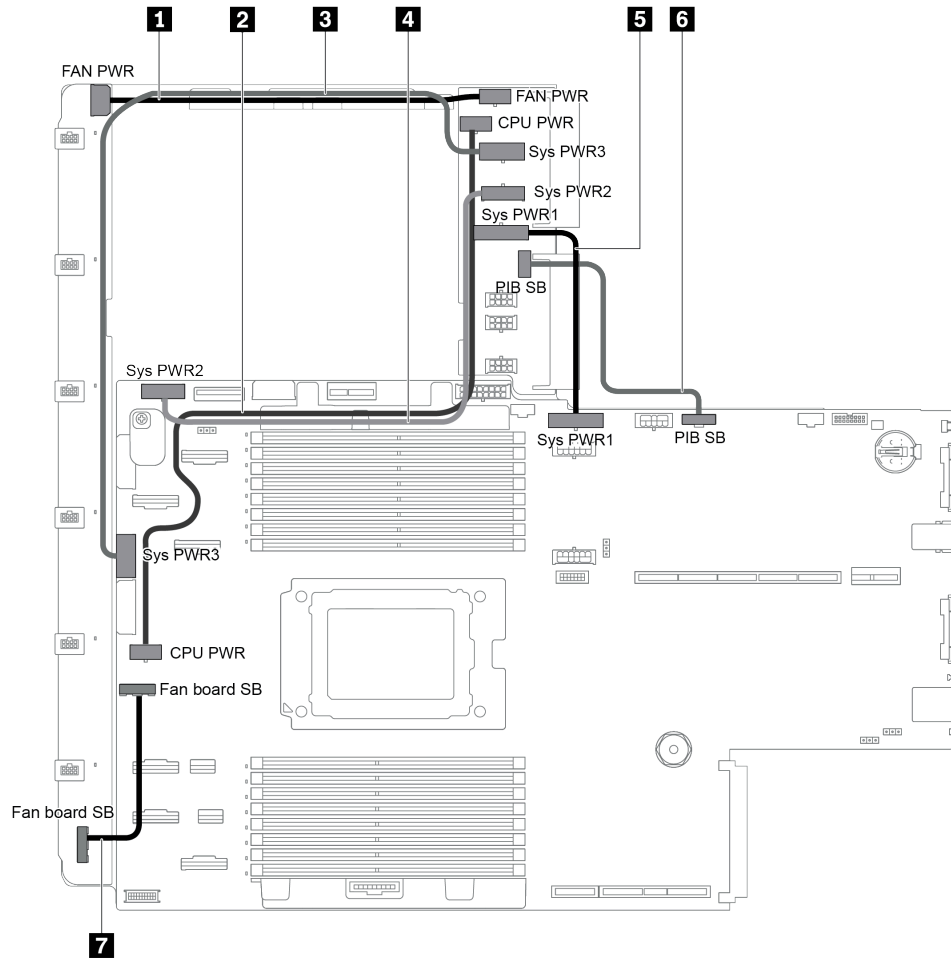 1 2 3 4 5 6
FAN PWR
FAN PWR
CPU PWR
Sys PWR3
Sys PWR2
Sys PWR1
PIB SB
Sys PWR2
Sys PWR1
PIB SB
Sys PWR3
CPU PWR
Fan board SB
Fan board SB
7